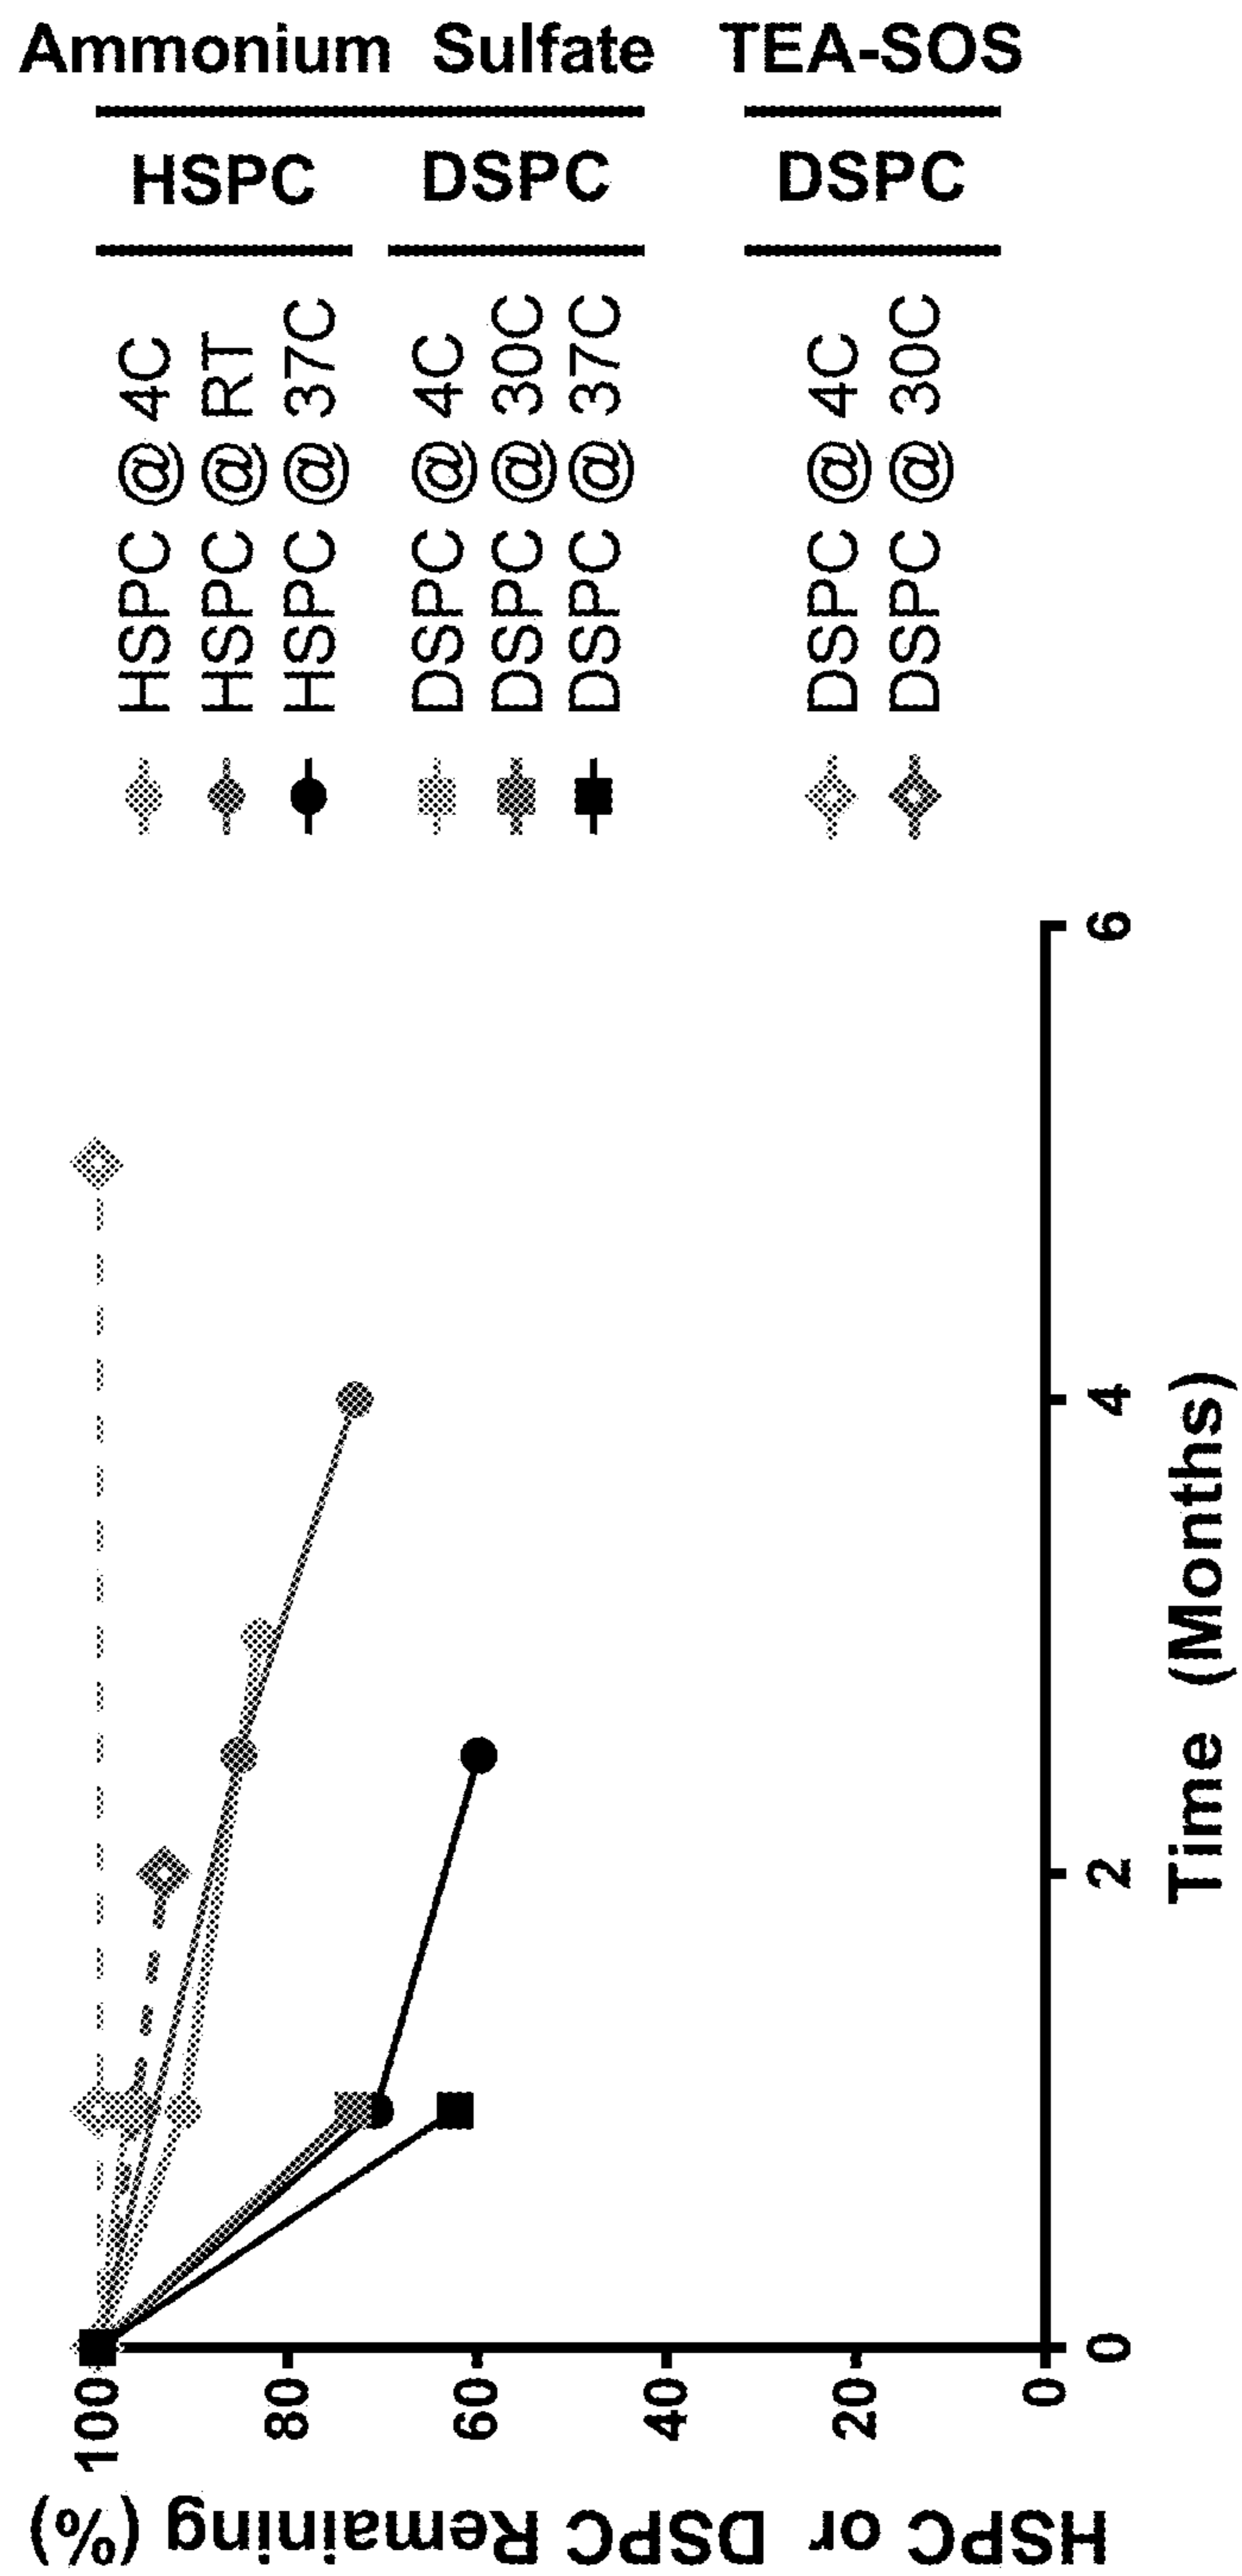 HSPC or DSPC Remaining (%)
100
80
60
40
20
0
0
2
4
6
Time (Months)
HSPC @ 4C
HSPC @ RT
HSPC @ 37C
HSPC
DSPC @ 4C
DSPC @ 30C
DSPC @ 37C
DSPC
Ammonium Sulfate
DSPC @ 4C
DSPC @ 30C
DSPC
TEA-SOS